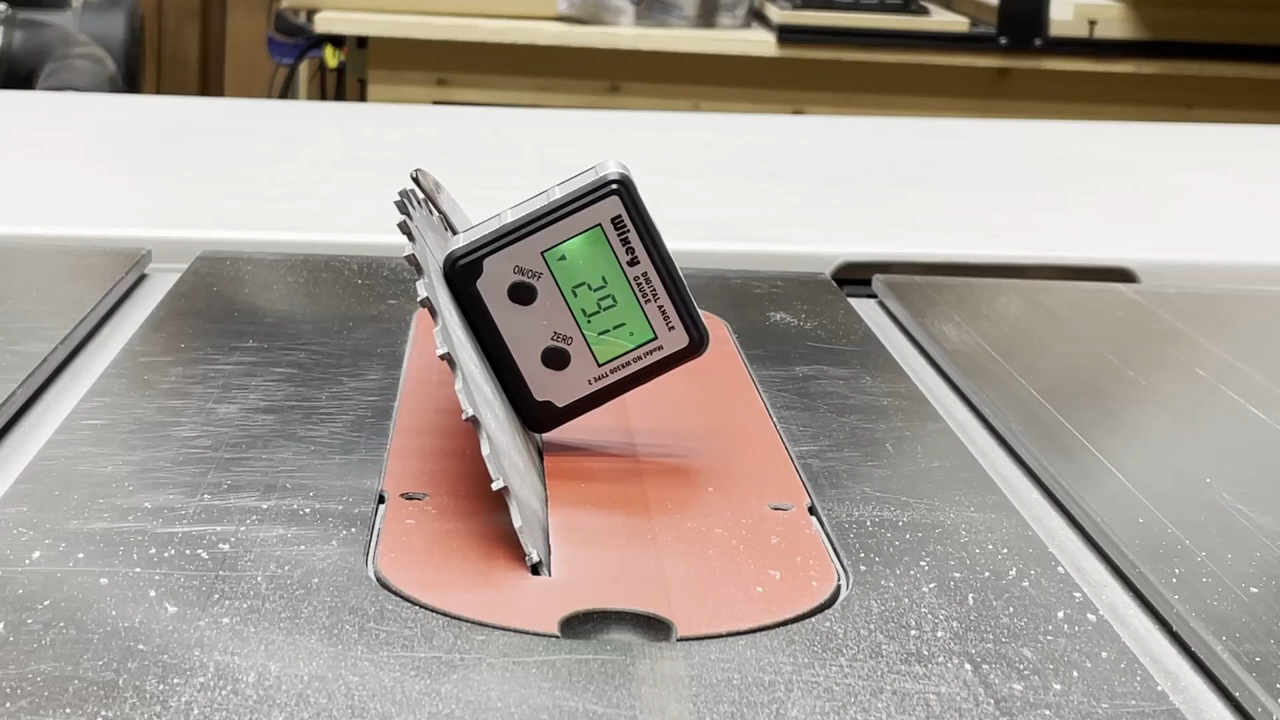 Wixey
DIGITAL ANGLE
GAUGE
29.1°
ON/OFF
ZERO
Model NO.WR300 TYPE 2